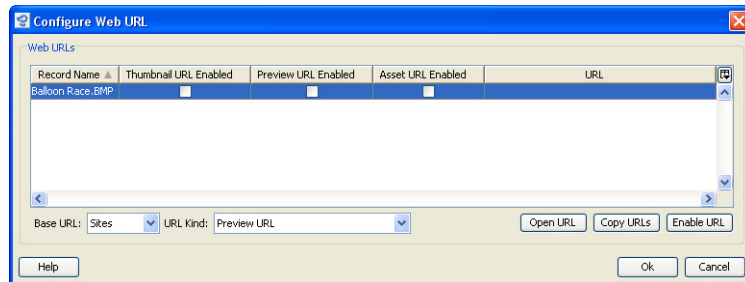 Configure Web URL
Web URLs
Record Name Thumbnail URL Enabled Preview URL Enabled Asset URL Enabled URL
Balloon Race.BMP
Base URL: Sites URL Kind: Preview URL Open URL Copy URLs Enable URL
Help Ok Cancel